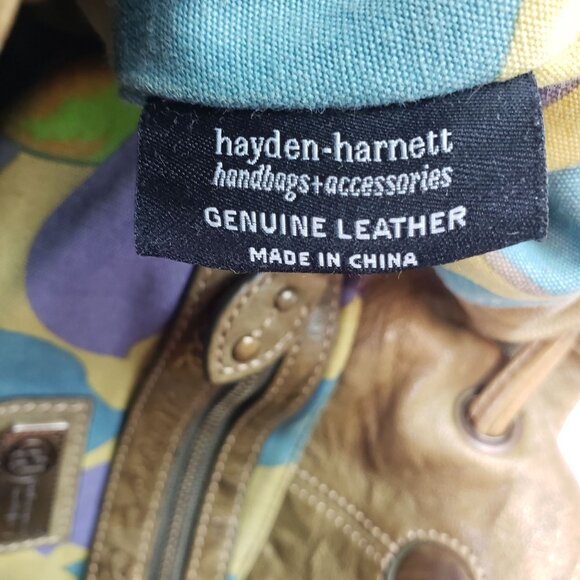 hayden-harnett
handbags+accessories
GENUINE LEATHER
MADE IN CHINA